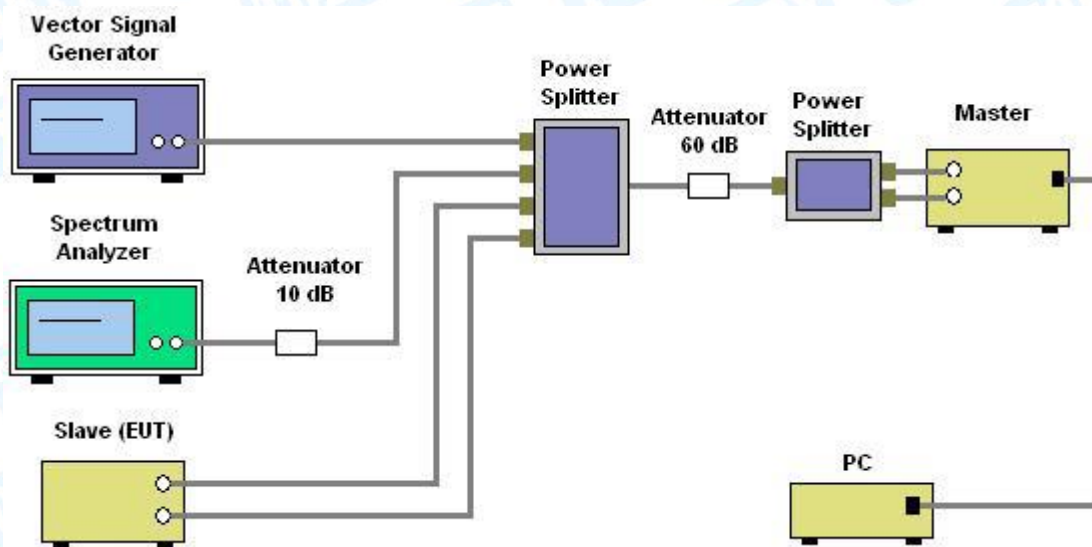 Vector Signal
Generator
Power
Splitter
Attenuator
60 dB
Power
Splitter
Master
Spectrum
Analyzer
Attenuator
10 dB
Slave (EUT)
PC